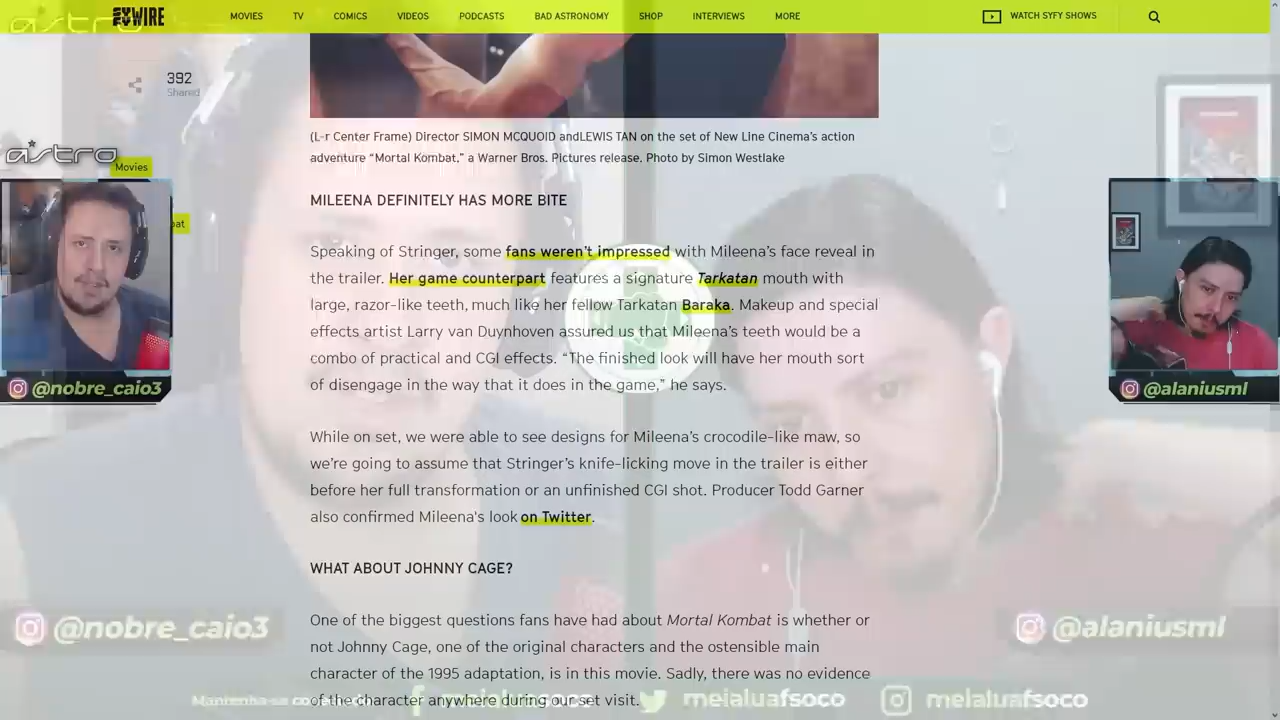 astro
SYFY WIRE
MOVIES
TV
COMICS
VIDEOS
PODCASTS
BAD ASTRONOMY
SHOP
INTERVIEWS
MORE
WATCH SYFY SHOWS
392
Shared
astro
Movies
(L-r Center Frame) Director SIMON MCQUOID andLEWIS TAN on the set of New Line Cinema's action
adventure “Mortal Kombat,” a Warner Bros. Pictures release. Photo by Simon Westlake
MILEENA DEFINITELY HAS MORE BITE
Speaking of Stringer, some fans weren't impressed with Mileena's face reveal in
the trailer. Her game counterpart features a signature Tarkatan mouth with
large, razor-like teeth, much like her fellow Tarkatan Baraka. Makeup and special
effects artist Larry van Duynhoven assured us that Mileena's teeth would be a
combo of practical and CGI effects. “The finished look will have her mouth sort
of disengage in the way that it does in the game,” he says.
While on set, we were able to see designs for Mileena's crocodile-like maw, so
we're going to assume that Stringer's knife-licking move in the trailer is either
before her full transformation or an unfinished CGI shot. Producer Todd Garner
also confirmed Mileena's look on Twitter.
WHAT ABOUT JOHNNY CAGE?
One of the biggest questions fans have had about Mortal Kombat is whether or
not Johnny Cage, one of the original characters and the ostensible main
character of the 1995 adaptation, is in this movie. Sadly, there was no evidence
of the character anywhere during our set visit.
@nobre_caio3
@alaniusml
@nobre_caio3
@alaniusml
meialuafsoco
meialuafsoco
meialuafsoco